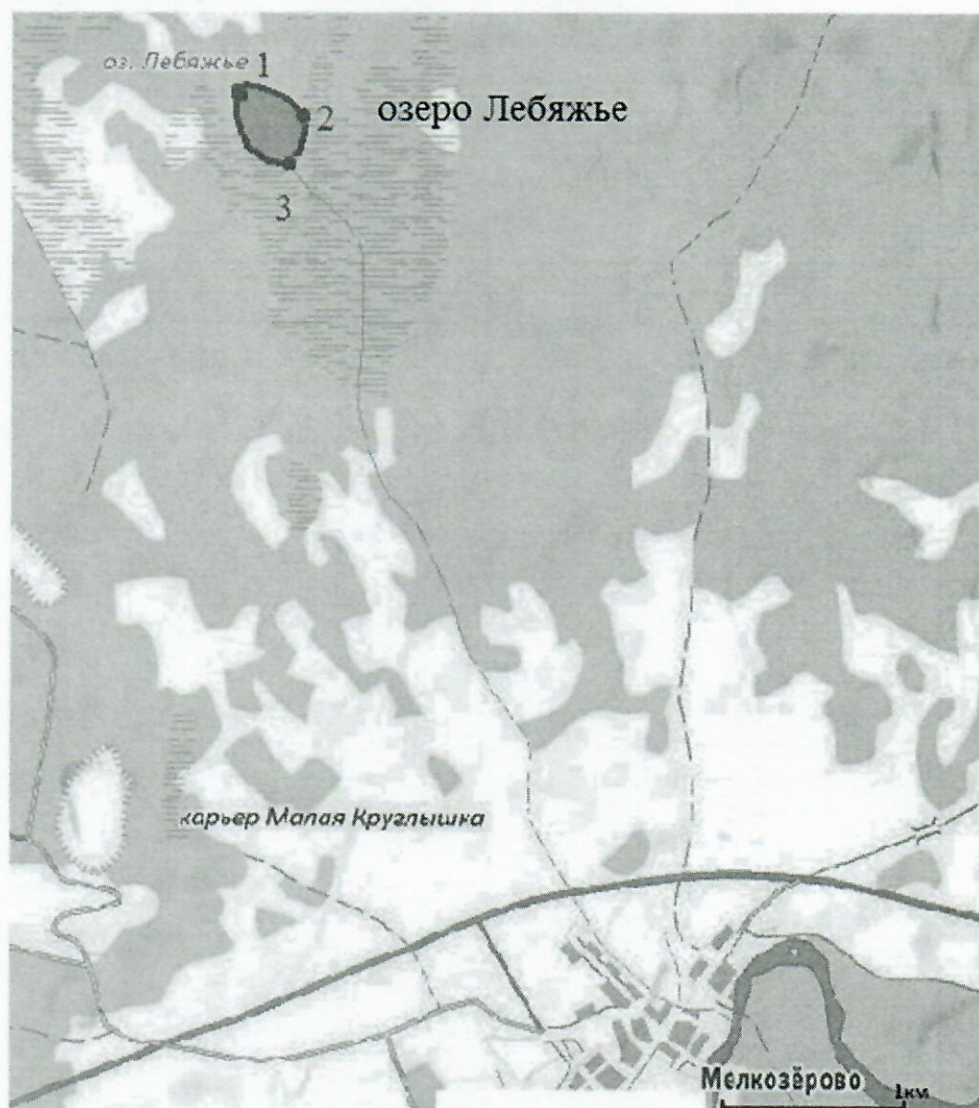 оз. Лебяжье
1
озеро Лебяжье
2
3
карьер Малая Круглышка
Мелкозёрово
1км